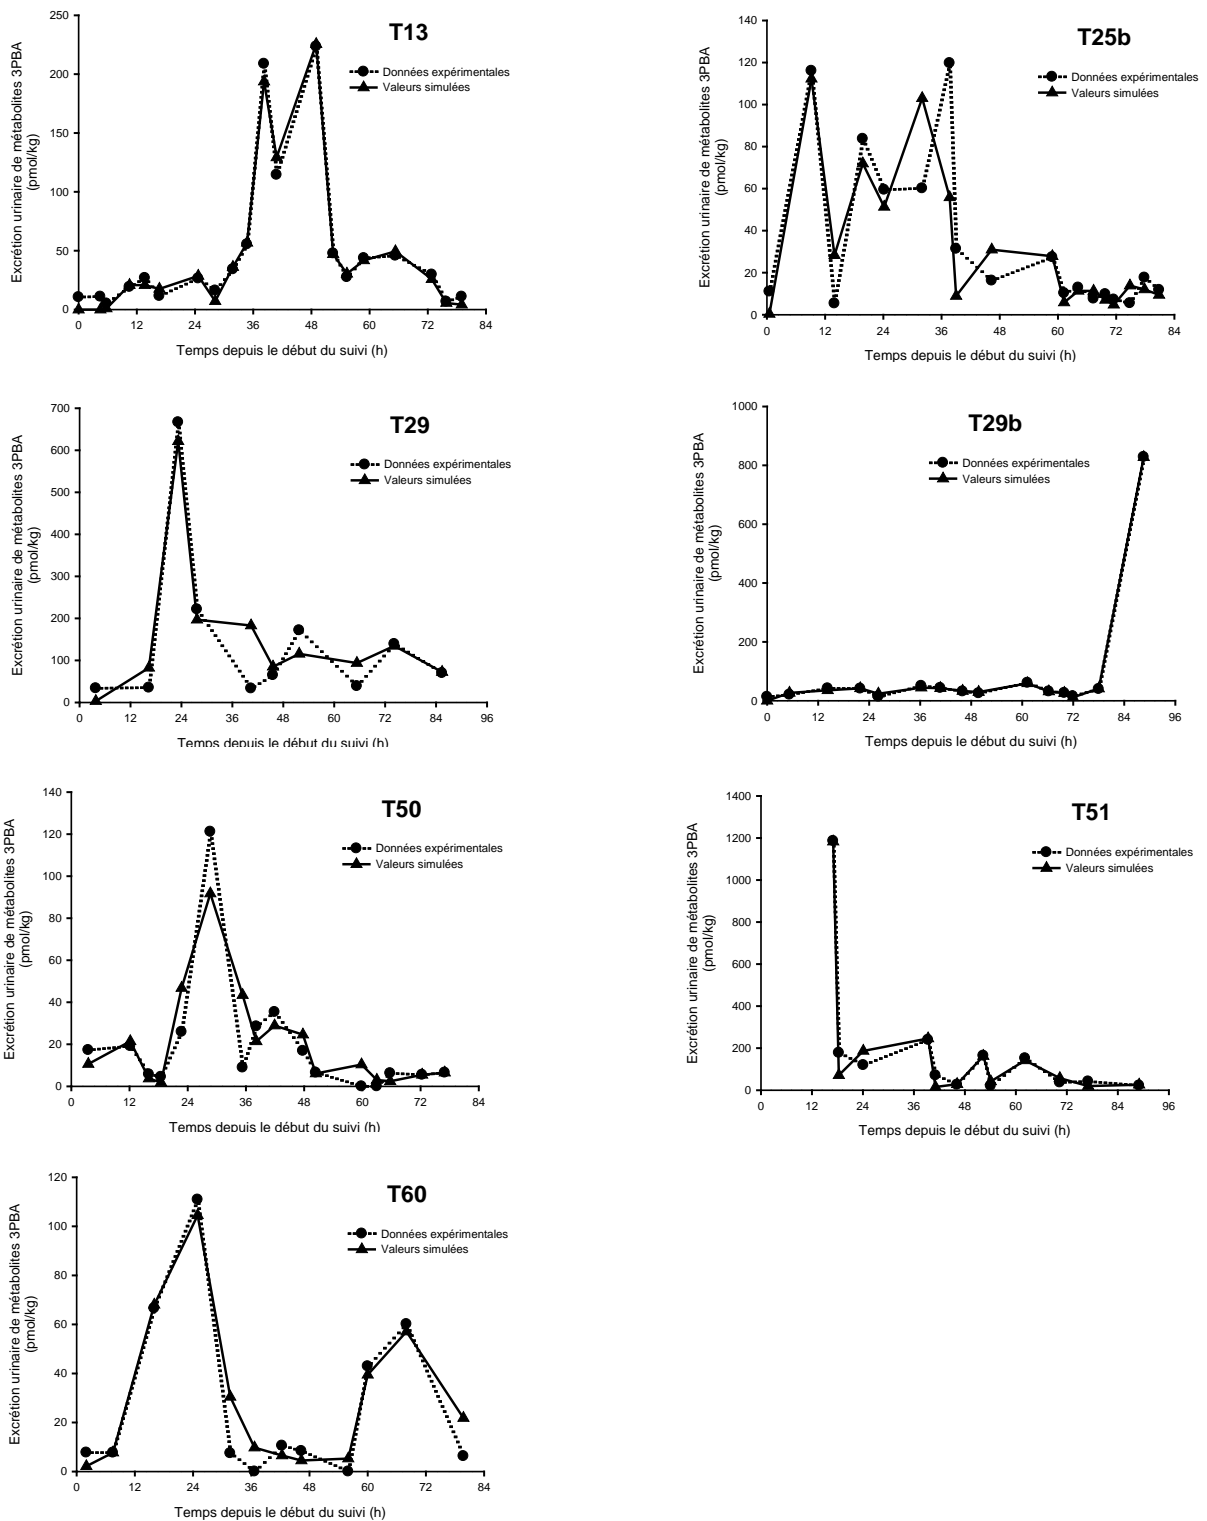 T13
Données expérimentales
Valeurs simulées
Excrétion urinaire de métabolites 3PBA
(pmol/kg)
250
200
150
100
50
0
0 12 24 36 48 60 72 84
Temps depuis le début du suivi (h)
T25b
Données expérimentales
Valeurs simulées
Excrétion urinaire de métabolites 3PBA
(pmol/kg)
140
120
100
80
60
40
20
0
0 12 24 36 48 60 72 84
Temps depuis le début du suivi (h)
T29
Données expérimentales
Valeurs simulées
Excrétion urinaire de métabolites 3PBA
(pmol/kg)
700
600
500
400
300
200
100
0
0 12 24 36 48 60 72 84 96
Temps depuis le début du suivi (h)
T29b
Données expérimentales
Valeurs simulées
Excrétion urinaire de métabolites 3PBA
(pmol/kg)
1000
800
600
400
200
0
0 12 24 36 48 60 72 84 96
Temps depuis le début du suivi (h)
T50
Données expérimentales
Valeurs simulées
Excrétion urinaire de métabolites 3PBA
(pmol/kg)
140
120
100
80
60
40
20
0
0 12 24 36 48 60 72 84
Temps depuis le début du suivi (h)
T51
Données expérimentales
Valeurs simulées
Excrétion urinaire de métabolites 3PBA
(pmol/kg)
1400
1200
1000
800
600
400
200
0
0 12 24 36 48 60 72 84 96
Temps depuis le début du suivi (h)
T60
Données expérimentales
Valeurs simulées
Excrétion urinaire de métabolites 3PBA
(pmol/kg)
120
100
80
60
40
20
0
0 12 24 36 48 60 72 84
Temps depuis le début du suivi (h)